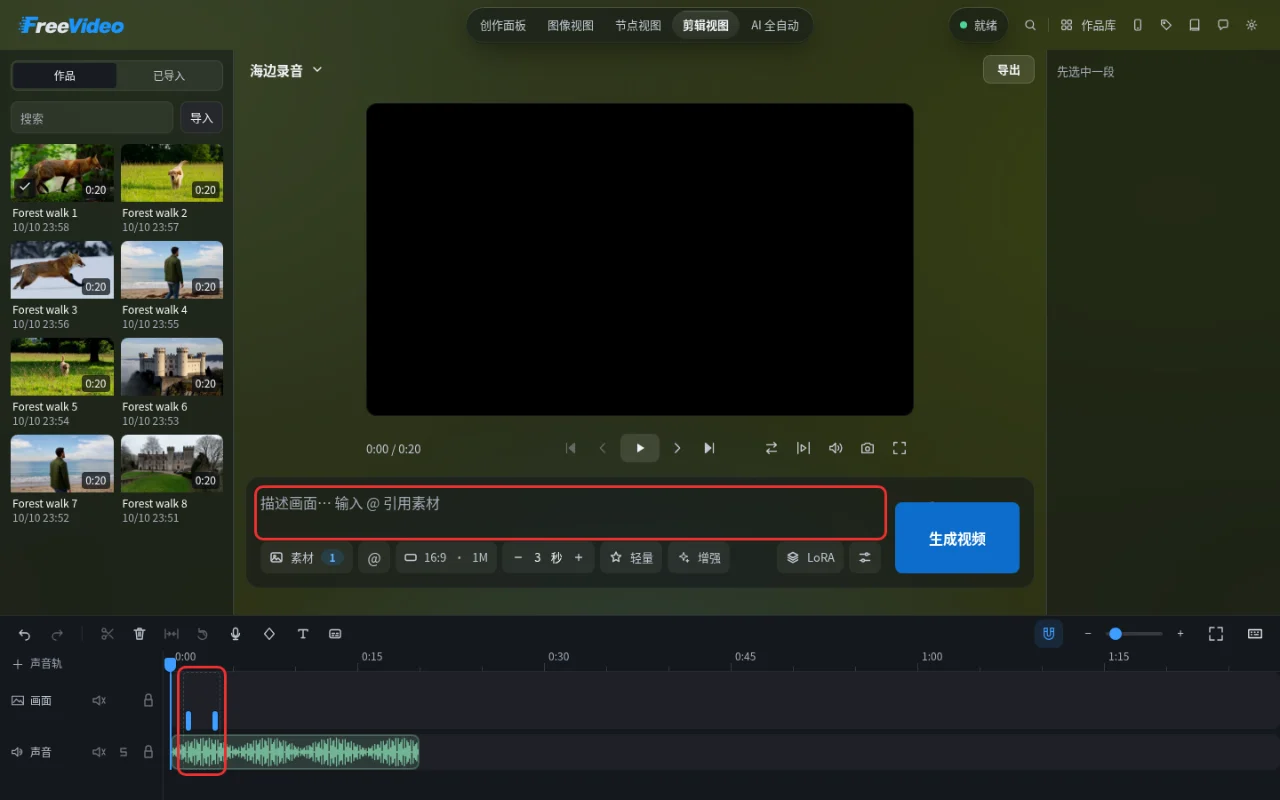 FreeVideo
创作面板
图像视图
节点视图
剪辑视图
AI 全自动
就绪
作品库
作品
已导入
搜索
导入
0:20
Forest walk 1
10/10 23:58
0:20
Forest walk 2
10/10 23:57
0:20
Forest walk 3
10/10 23:56
0:20
Forest walk 4
10/10 23:55
0:20
Forest walk 5
10/10 23:54
0:20
Forest walk 6
10/10 23:53
0:20
Forest walk 7
10/10 23:52
0:20
Forest walk 8
10/10 23:51
海边录音
导出
先选中一段
0:00 / 0:20
描述画面… 输入 @ 引用素材
素材 1
@
16:9 · 1M
− 3 秒 +
轻量
增强
LoRA
生成视频
声音轨
0:00
0:15
0:30
0:45
1:00
1:15
画面
声音
S